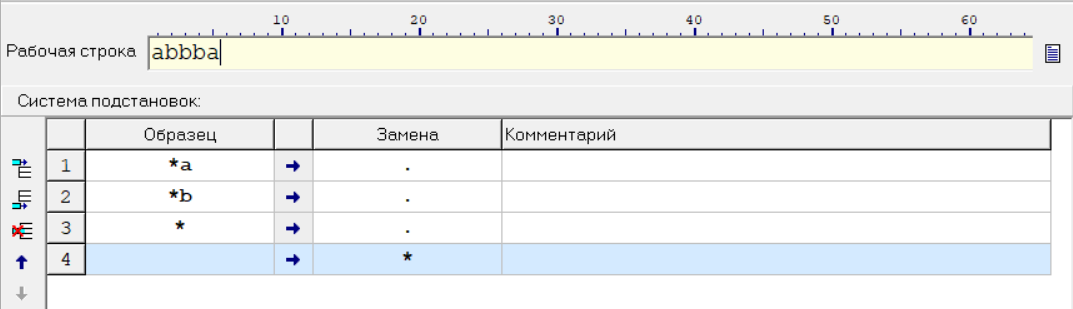 10 20 30 40 50 60
Рабочая строка abbba
Система подстановок:
Образец Замена Комментарий
1 *a → .
2 *b → .
3 * → .
4 → *